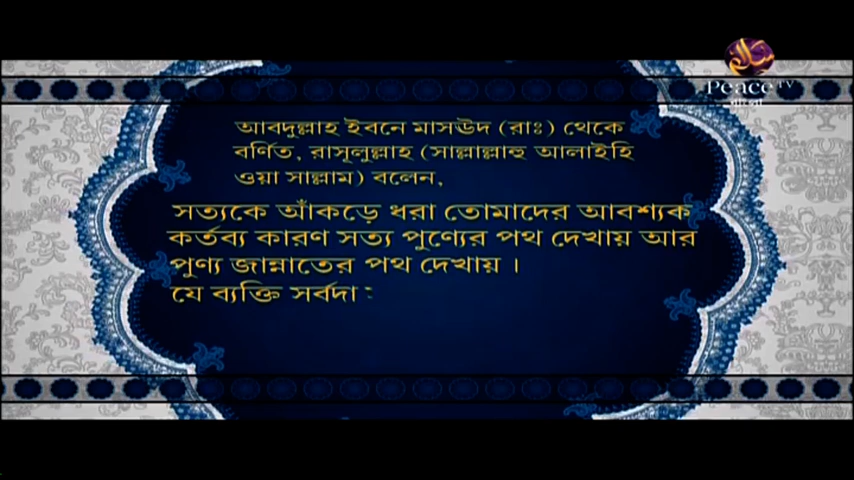 Peace TV
বাংলা
আবদুল্লাহ ইবনে মাসঊদ (রাঃ) থেকে
বর্ণিত, রাসূলুল্লাহ (সাল্লাল্লাহু আলাইহি
ওয়া সাল্লাম) বলেন,
সত্যকে আঁকড়ে ধরা তোমাদের আবশ্যক
কর্তব্য কারণ সত্য পুণ্যের পথ দেখায় আর
পুণ্য জান্নাতের পথ দেখায় ।
যে ব্যক্তি সর্বদা